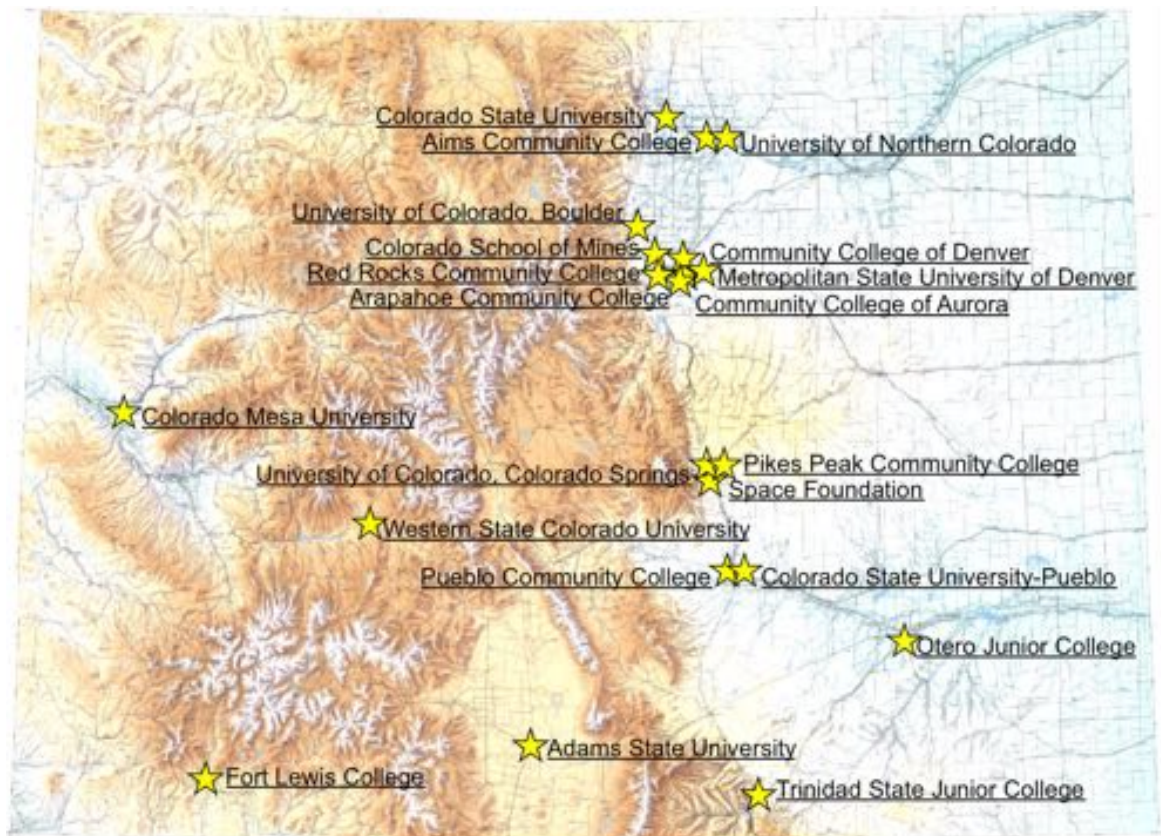 Colorado State University
Aims Community College
University of Northern Colorado
University of Colorado, Boulder
Colorado School of Mines
Community College of Denver
Red Rocks Community College
Metropolitan State University of Denver
Arapahoe Community College
Community College of Aurora
Colorado Mesa University
Pikes Peak Community College
University of Colorado, Colorado Springs
Space Foundation
Western State Colorado University
Pueblo Community College
Colorado State University-Pueblo
Otero Junior College
Adams State University
Fort Lewis College
Trinidad State Junior College